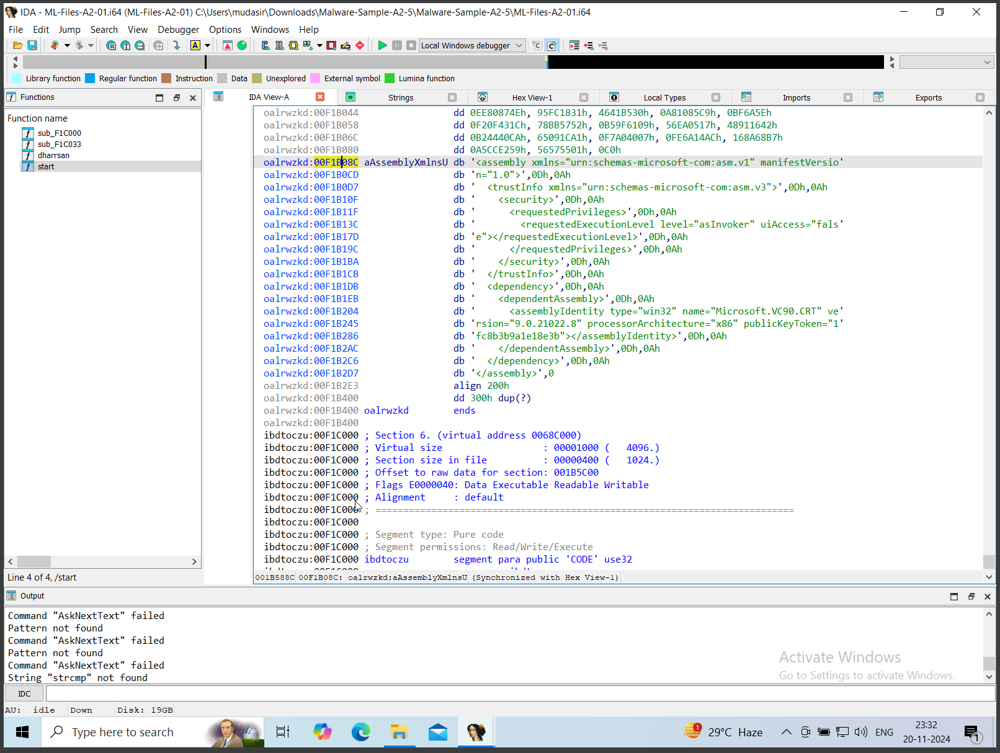 IDA - ML-Files-A2-01.i64 (ML-Files-A2-01) C:\Users\mudasir\Downloads\Malware-Sample-A2-5\Malware-Sample-A2-5\ML-Files-A2-01.i64
File Edit Jump Search View Debugger Options Windows Help
Local Windows debugger
Library function Regular function Instruction Data Unexplored External symbol Lumina function
Functions
IDA View-A Strings Hex View-1 Local Types Imports Exports
Function name
sub_F1C000
sub_F1C033
dharrsan
start
Line 4 of 4, /start
oalrwzkd:00F1B044 dd 0EE80874Eh, 95FC1831h, 4641B530h, 0A81085C9h, 0BF6A5Eh
oalrwzkd:00F1B058 dd 0F20F431Ch, 78BB5752h, 0B59F6109h, 56EA0517h, 48911642h
oalrwzkd:00F1B06C dd 0B24440CAh, 65091CA1h, 0F7A04007h, 0FE6A14ACh, 168A68B7h
oalrwzkd:00F1B080 dd 0A5CCE259h, 56575501h, 0C0h
oalrwzkd:00F1B08C aAssemblyXmlnsU db '<assembly xmlns="urn:schemas-microsoft-com:asm.v1" manifestVersio'
oalrwzkd:00F1B0CD db 'n="1.0">',0Dh,0Ah
oalrwzkd:00F1B0D7 db '  <trustInfo xmlns="urn:schemas-microsoft-com:asm.v3">',0Dh,0Ah
oalrwzkd:00F1B10F db '    <security>',0Dh,0Ah
oalrwzkd:00F1B11F db '      <requestedPrivileges>',0Dh,0Ah
oalrwzkd:00F1B13C db '        <requestedExecutionLevel level="asInvoker" uiAccess="fals'
oalrwzkd:00F1B17D db 'e"></requestedExecutionLevel>',0Dh,0Ah
oalrwzkd:00F1B19C db '      </requestedPrivileges>',0Dh,0Ah
oalrwzkd:00F1B1BA db '    </security>',0Dh,0Ah
oalrwzkd:00F1B1CB db '  </trustInfo>',0Dh,0Ah
oalrwzkd:00F1B1DB db '  <dependency>',0Dh,0Ah
oalrwzkd:00F1B1EB db '    <dependentAssembly>',0Dh,0Ah
oalrwzkd:00F1B204 db '      <assemblyIdentity type="win32" name="Microsoft.VC90.CRT" ve'
oalrwzkd:00F1B245 db 'rsion="9.0.21022.8" processorArchitecture="x86" publicKeyToken="1'
oalrwzkd:00F1B286 db 'fc8b3b9a1e18e3b"></assemblyIdentity>',0Dh,0Ah
oalrwzkd:00F1B2AC db '    </dependentAssembly>',0Dh,0Ah
oalrwzkd:00F1B2C6 db '  </dependency>',0Dh,0Ah
oalrwzkd:00F1B2D7 db '</assembly>',0
oalrwzkd:00F1B2E3 align 200h
oalrwzkd:00F1B400 dd 300h dup(?)
oalrwzkd:00F1B400 oalrwzkd ends
oalrwzkd:00F1B400
ibdtoczu:00F1C000 ; Section 6. (virtual address 0068C000)
ibdtoczu:00F1C000 ; Virtual size : 00001000 ( 4096.)
ibdtoczu:00F1C000 ; Section size in file : 00000400 ( 1024.)
ibdtoczu:00F1C000 ; Offset to raw data for section: 001B5C00
ibdtoczu:00F1C000 ; Flags E0000040: Data Executable Readable Writable
ibdtoczu:00F1C000 ; Alignment : default
ibdtoczu:00F1C000 ; ===========================================================================
ibdtoczu:00F1C000
ibdtoczu:00F1C000 ; Segment type: Pure code
ibdtoczu:00F1C000 ; Segment permissions: Read/Write/Execute
ibdtoczu:00F1C000 ibdtoczu segment para public 'CODE' use32
001B588C 00F1B08C: oalrwzkd:aAssemblyXmlnsU (Synchronized with Hex View-1)
Output
Command "AskNextText" failed
Pattern not found
Command "AskNextText" failed
Pattern not found
Command "AskNextText" failed
String "strcmp" not found
Activate Windows
Go to Settings to activate Windows.
IDC
AU: idle Down Disk: 19GB
Type here to search
1
29°C Haze
ENG
23:32
20-11-2024
1